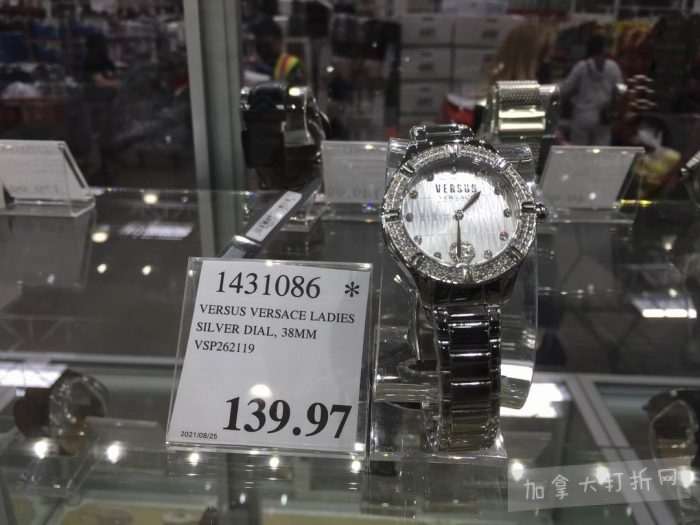 VERSUS
VERSACE
1431086 *
VERSUS VERSACE LADIES
SILVER DIAL, 38MM
VSP262119
139.97
2021/08/25
加拿大打折网